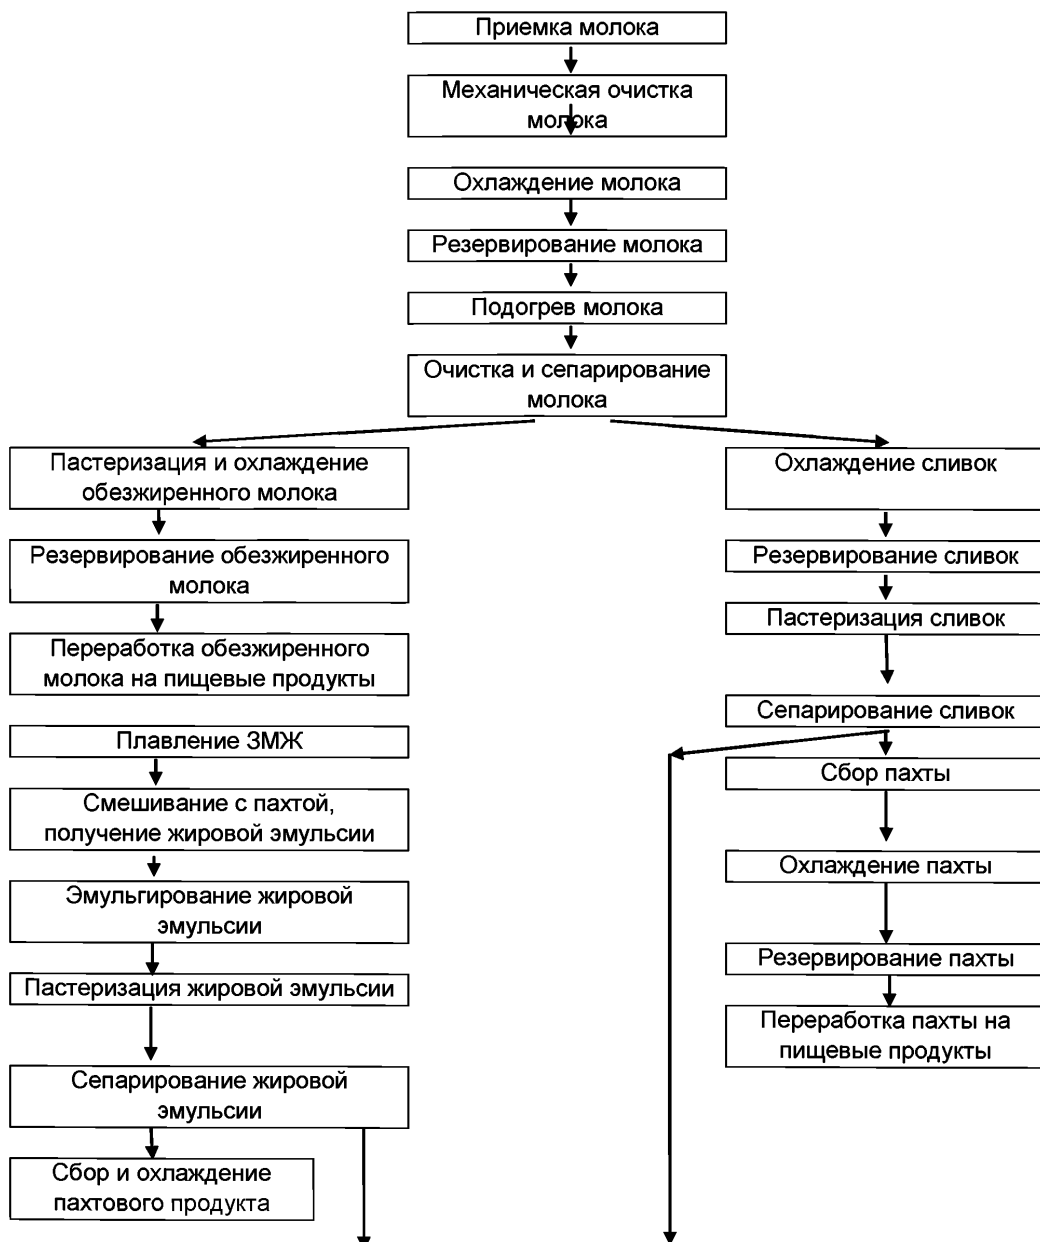 Приемка молока
Механическая очистка
молока
Охлаждение молока
Резервирование молока
Подогрев молока
Очистка и сепарирование
молока
Пастеризация и охлаждение
обезжиренного молока
Резервирование обезжиренного
молока
Переработка обезжиренного
молока на пищевые продукты
Плавление ЗМЖ
Смешивание с пахтой,
получение жировой эмульсии
Эмульгирование жировой
эмульсии
Пастеризация жировой эмульсии
Сепарирование жировой
эмульсии
Сбор и охлаждение
пахтового продукта
Охлаждение сливок
Резервирование сливок
Пастеризация сливок
Сепарирование сливок
Сбор пахты
Охлаждение пахты
Резервирование пахты
Переработка пахты на
пищевые продукты